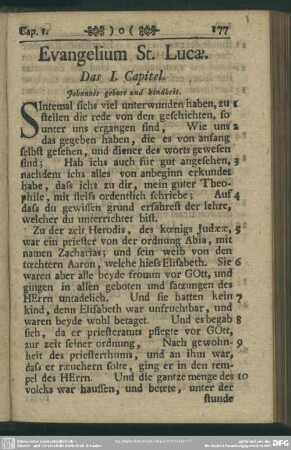 Cap. 1. )o( 177
Evangelium St. Lucæ.
Das I. Capitel.
Johannis geburt und kindheit.
SIntemal sichs viel unterwunden haben, zu 1
stellen die rede von den geschichten, so
unter uns ergangen sind, Wie uns 2
das gegeben haben, die es von anfang
selbst gesehen, und diener des worts gewesen
sind; Hab ichs auch für gut angesehen, 3
nachdem ichs alles von anbeginn erkundet
habe, dass ichs zu dir, mein guter Theo-
phile, mit fleiss ordentlich schriebe; Auf 4
dass du gewissen grund erfahrest der lehre,
welcher du unterrichtet bist.
Zu der zeit Herodis, des kœnigs Judææ, 5
war ein priester von der ordnung Abia, mit
namen Zacharias; und sein weib von den
tœchtern Aaron, welche hiess Elisabeth. Sie 6
waren aber alle beyde fromm vor GOtt, und
gingen in allen geboten und satzungen des
HErrn untadelich. Und sie hatten kein 7
kind, denn Elisabeth war unfruchtbar, und
waren beyde wohl betaget. Und es begab 8
sich, da er priesteramts pflegte vor GOtt,
zur zeit seiner ordnung, Nach gewohn- 9
heit des priesterthums, und an ihm war,
dass er ræuchern solte, ging er in den tem-
pel des HErrn. Und die gantze menge des 10
volcks war haussen, und betete, unter der
stunde